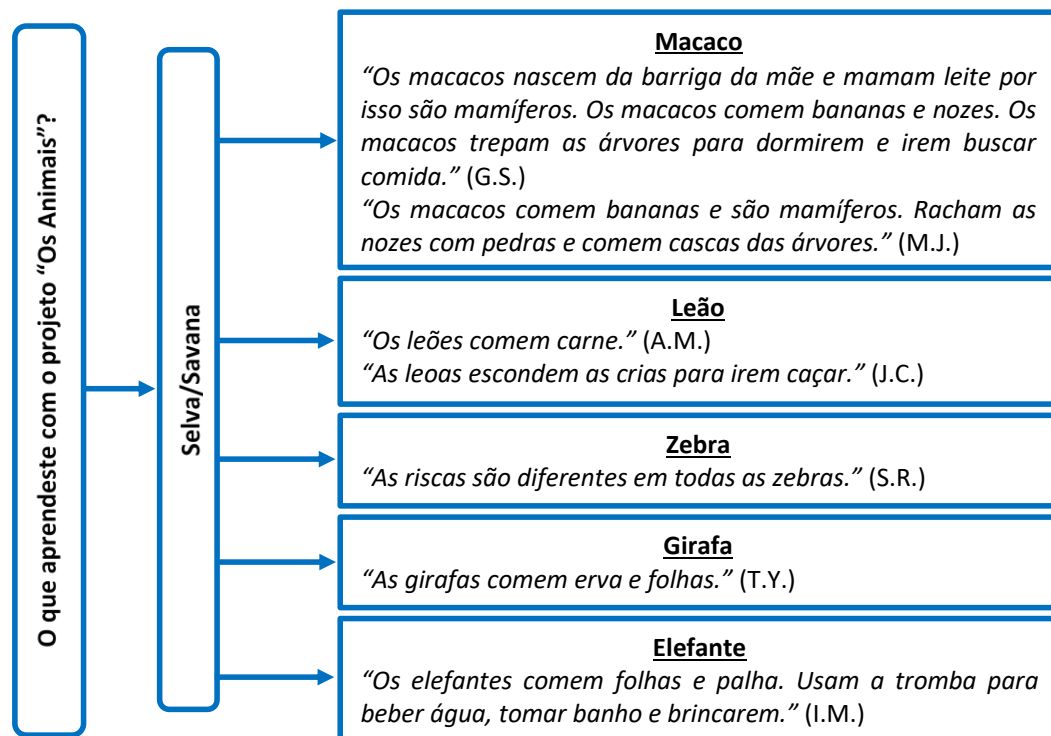 O que aprendeste com o projeto “Os Animais”?
Selva/Savana
Macaco
“Os macacos nascem da barriga da mãe e mamam leite por
isso são mamíferos. Os macacos comem bananas e nozes. Os
macacos trepam as árvores para dormirem e irem buscar
comida.” (G.S.)
“Os macacos comem bananas e são mamíferos. Racham as
nozes com pedras e comem cascas das árvores.” (M.J.)
Leão
“Os leões comem carne.” (A.M.)
“As leoas escondem as crias para irem caçar.” (J.C.)
Zebra
“As riscas são diferentes em todas as zebras.” (S.R.)
Girafa
“As girafas comem erva e folhas.” (T.Y.)
Elefante
“Os elefantes comem folhas e palha. Usam a tromba para
beber água, tomar banho e brincarem.” (I.M.)